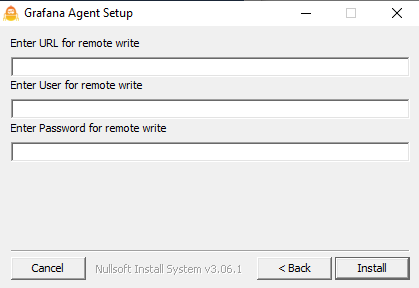 Grafana Agent Setup
Enter URL for remote write
Enter User for remote write
Enter Password for remote write
Cancel
Nullsoft Install System v3.06.1
< Back
Install